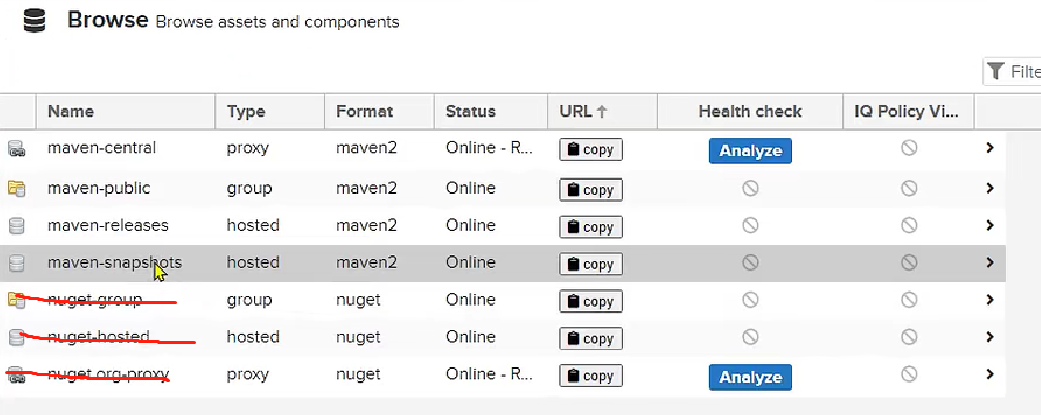 Browse Browse assets and components
Filte
Name Type Format Status URL Health check IQ Policy Vi...
maven-central proxy maven2 Online - R... copy Analyze
maven-public group maven2 Online copy
maven-releases hosted maven2 Online copy
maven-snapshots hosted maven2 Online copy
nuget-group group nuget Online copy
nuget-hosted hosted nuget Online copy
nuget.org-proxy proxy nuget Online - R... copy Analyze